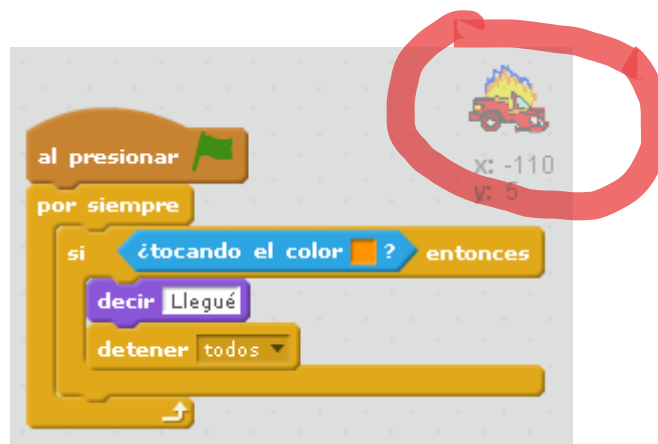 al presionar
por siempre
si ¿tocando el color ? entonces
decir Llegué
detener todos
x: -110
y: 5